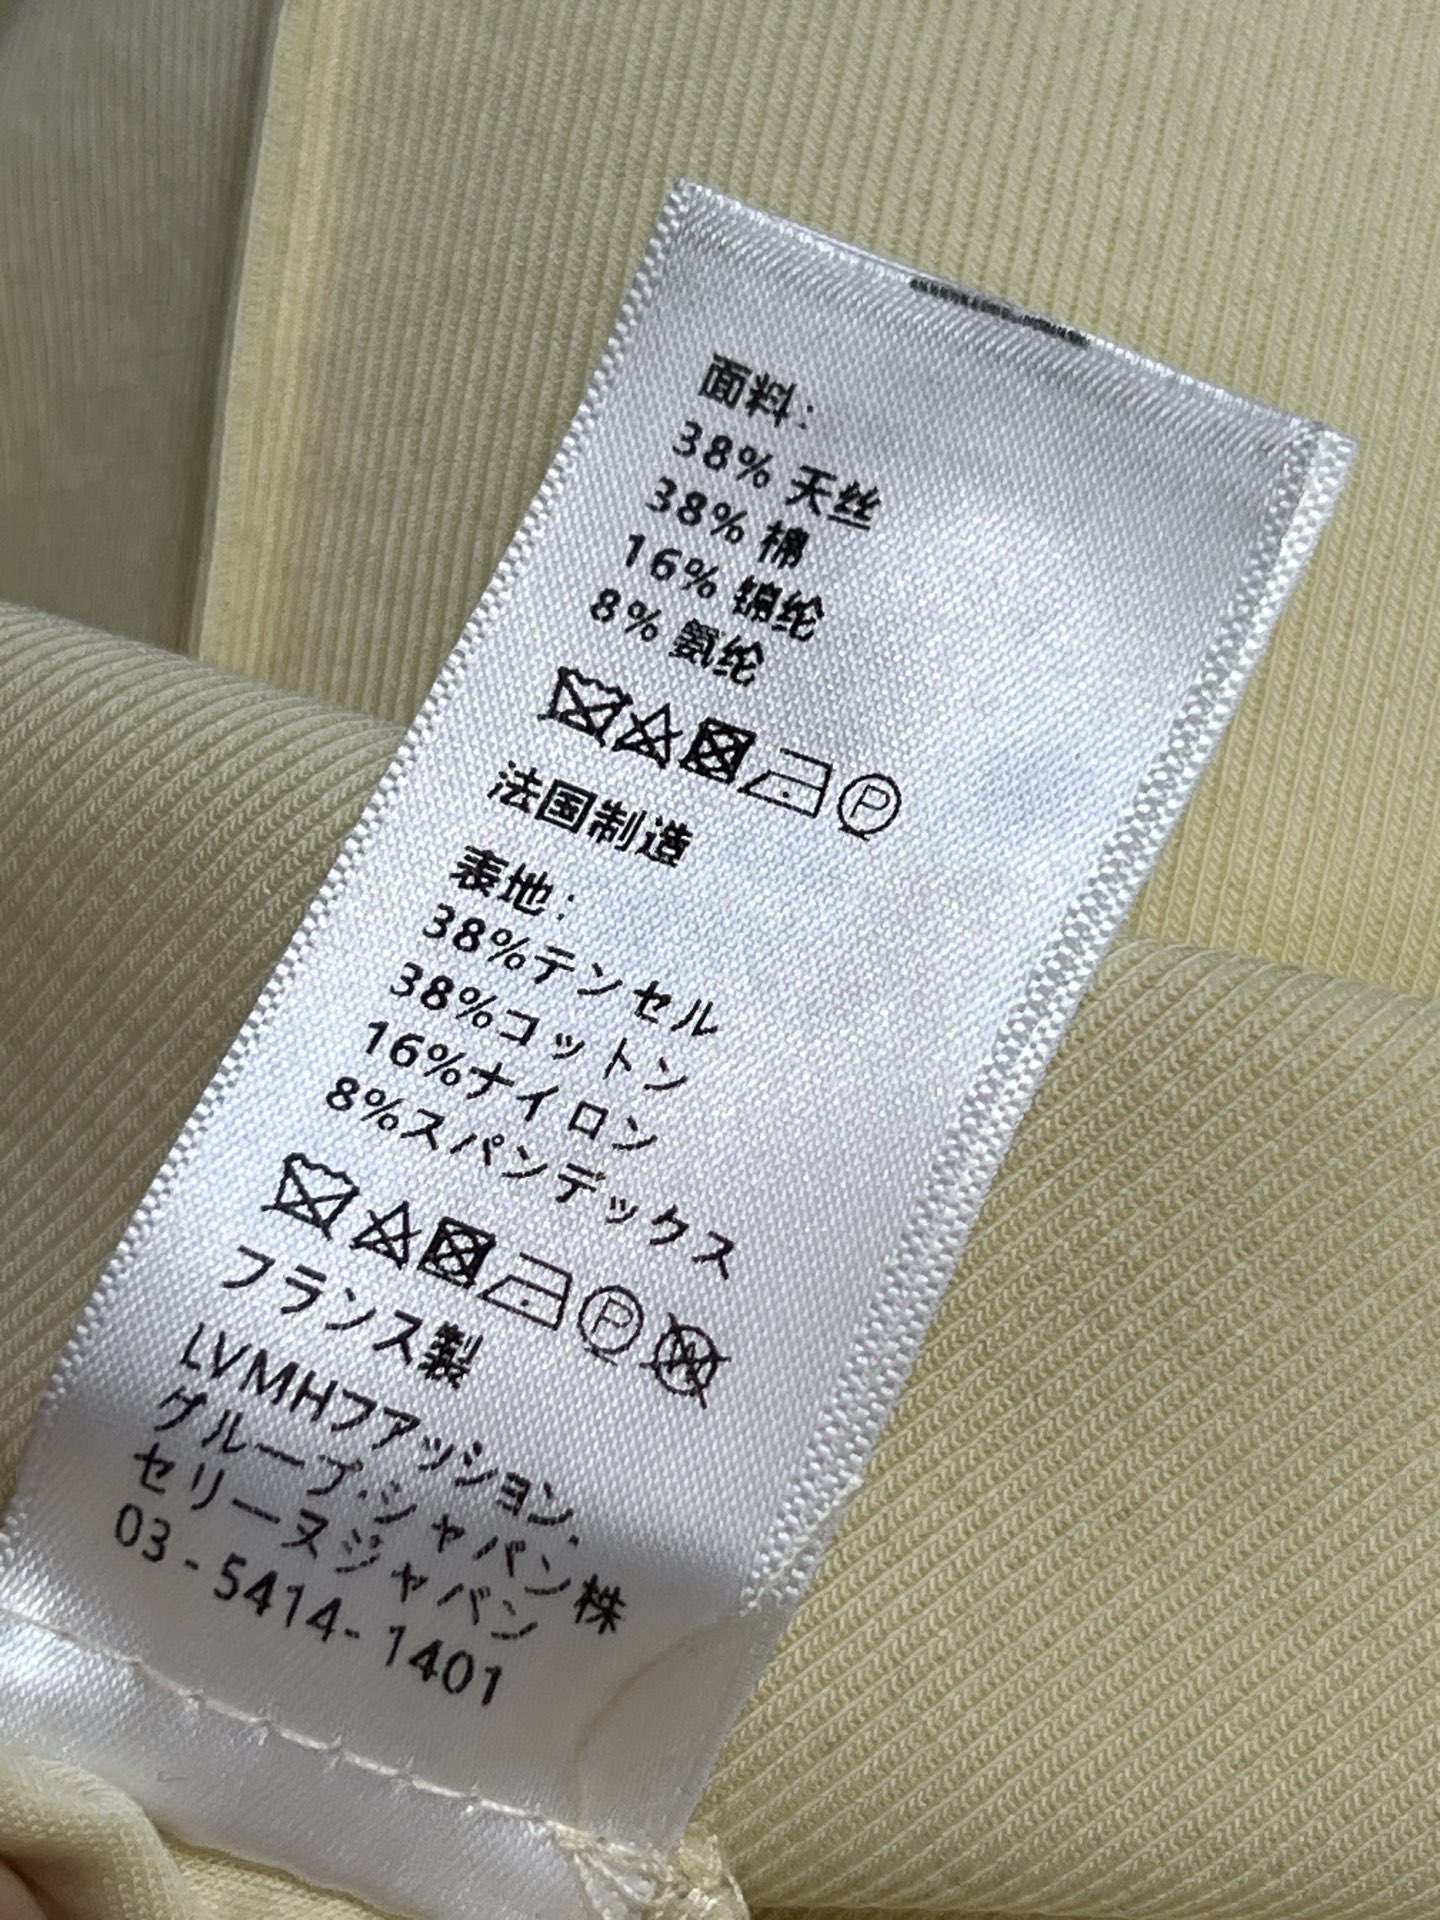 面料：
38% 天丝
38% 棉
16% 锦纶
8% 氨纶
P
法国制造
表地：
38%テンセル
38%コットン
16%ナイロン
8%スパンデックス
P W
フランス製
LVMHファッション.
グループ.ジャパン株
セリーヌジャパン
03-5414-1401